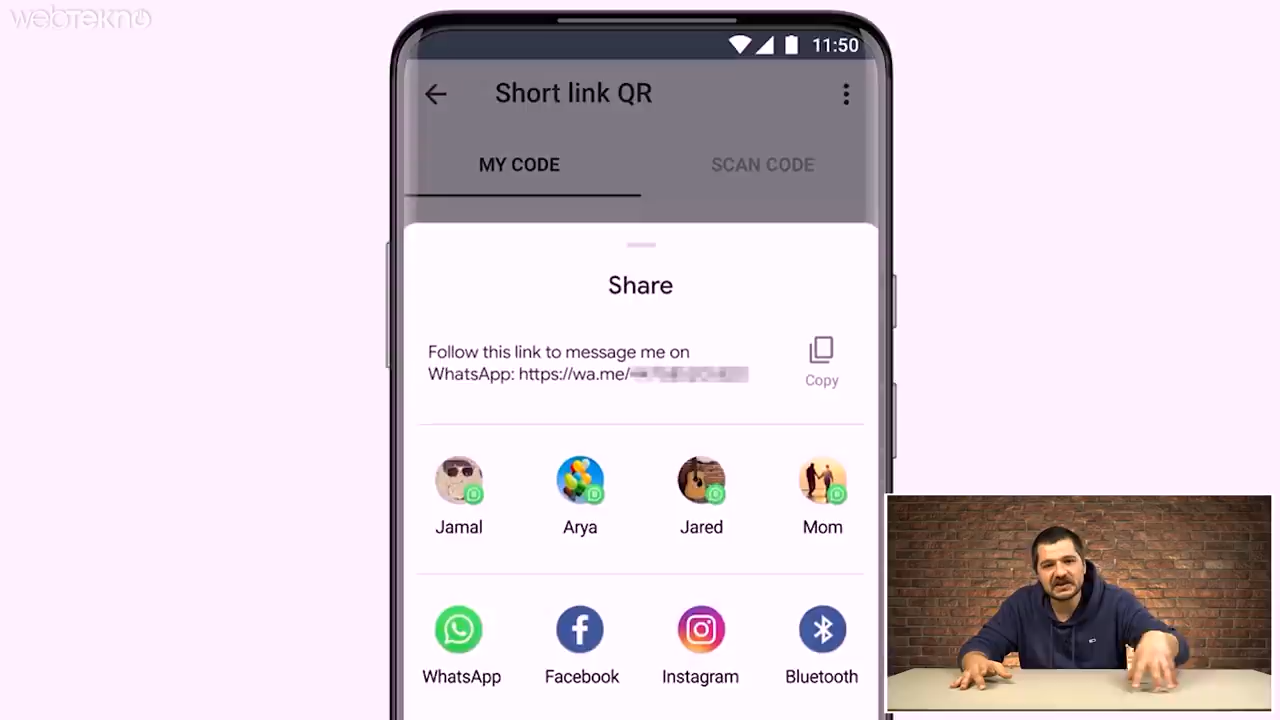 webtekno
11:50
Short link QR
MY CODE
SCAN CODE
Share
Follow this link to message me on
WhatsApp: https://wa.me/
Copy
Jamal
Arya
Jared
Mom
WhatsApp
Facebook
Instagram
Bluetooth